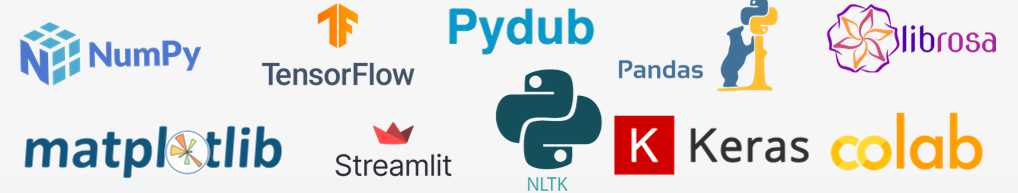 NumPy
TensorFlow
Pydub
Pandas
librosa
matplotlib
Streamlit
NLTK
K Keras
colab